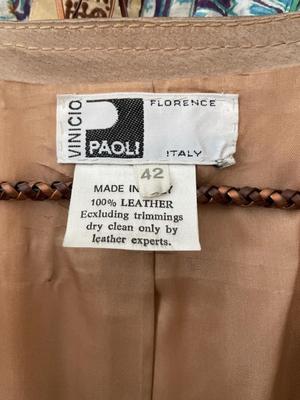 VINICIO
PAOLI
FLORENCE
ITALY
42
MADE IN
100% LEATHER
Ecxluding trimmings
dry clean only by
leather experts.